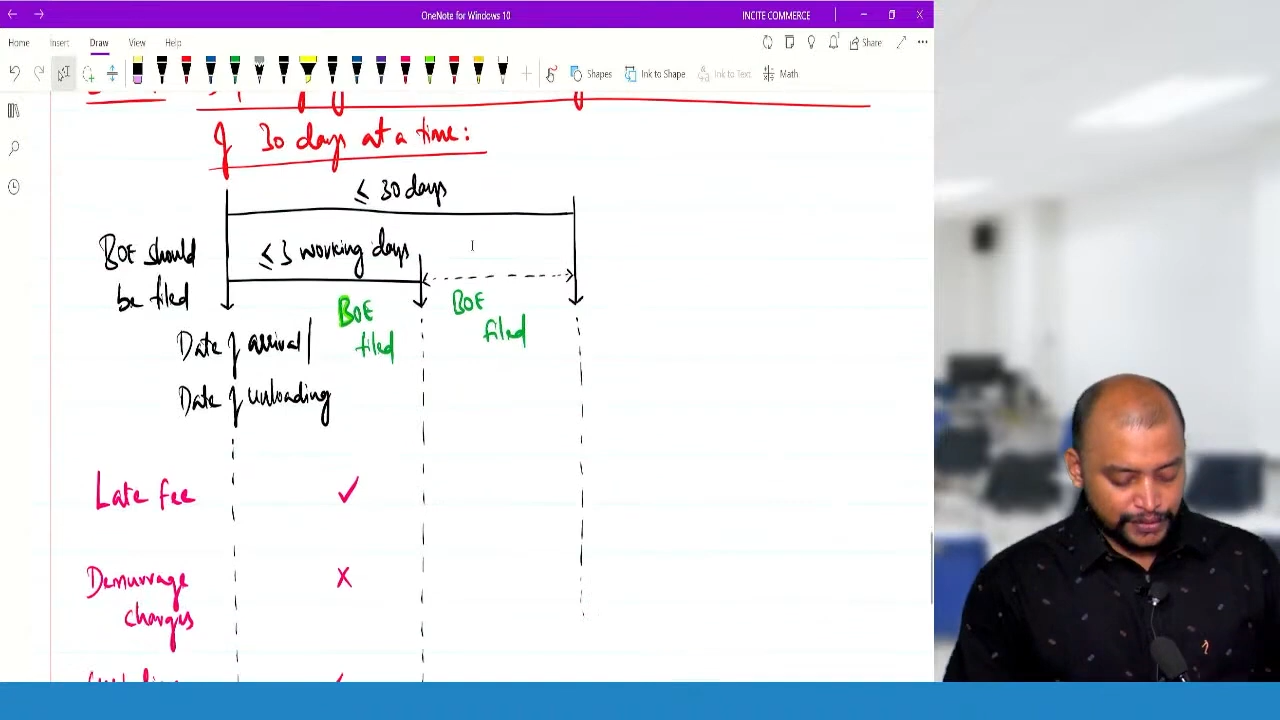 OneNote for Windows 10
INCITE COMMERCE
Home Insert Draw View Help
Share
Shapes Ink to Shape Ink to Text Math
of 30 days at a time:
≤ 30 days
BOE should
be filed
≤ 3 working days
BOE
filed
BOE
filed
Date of arrival/
Date of unloading
Late fee ✓
Demurrage
charges X